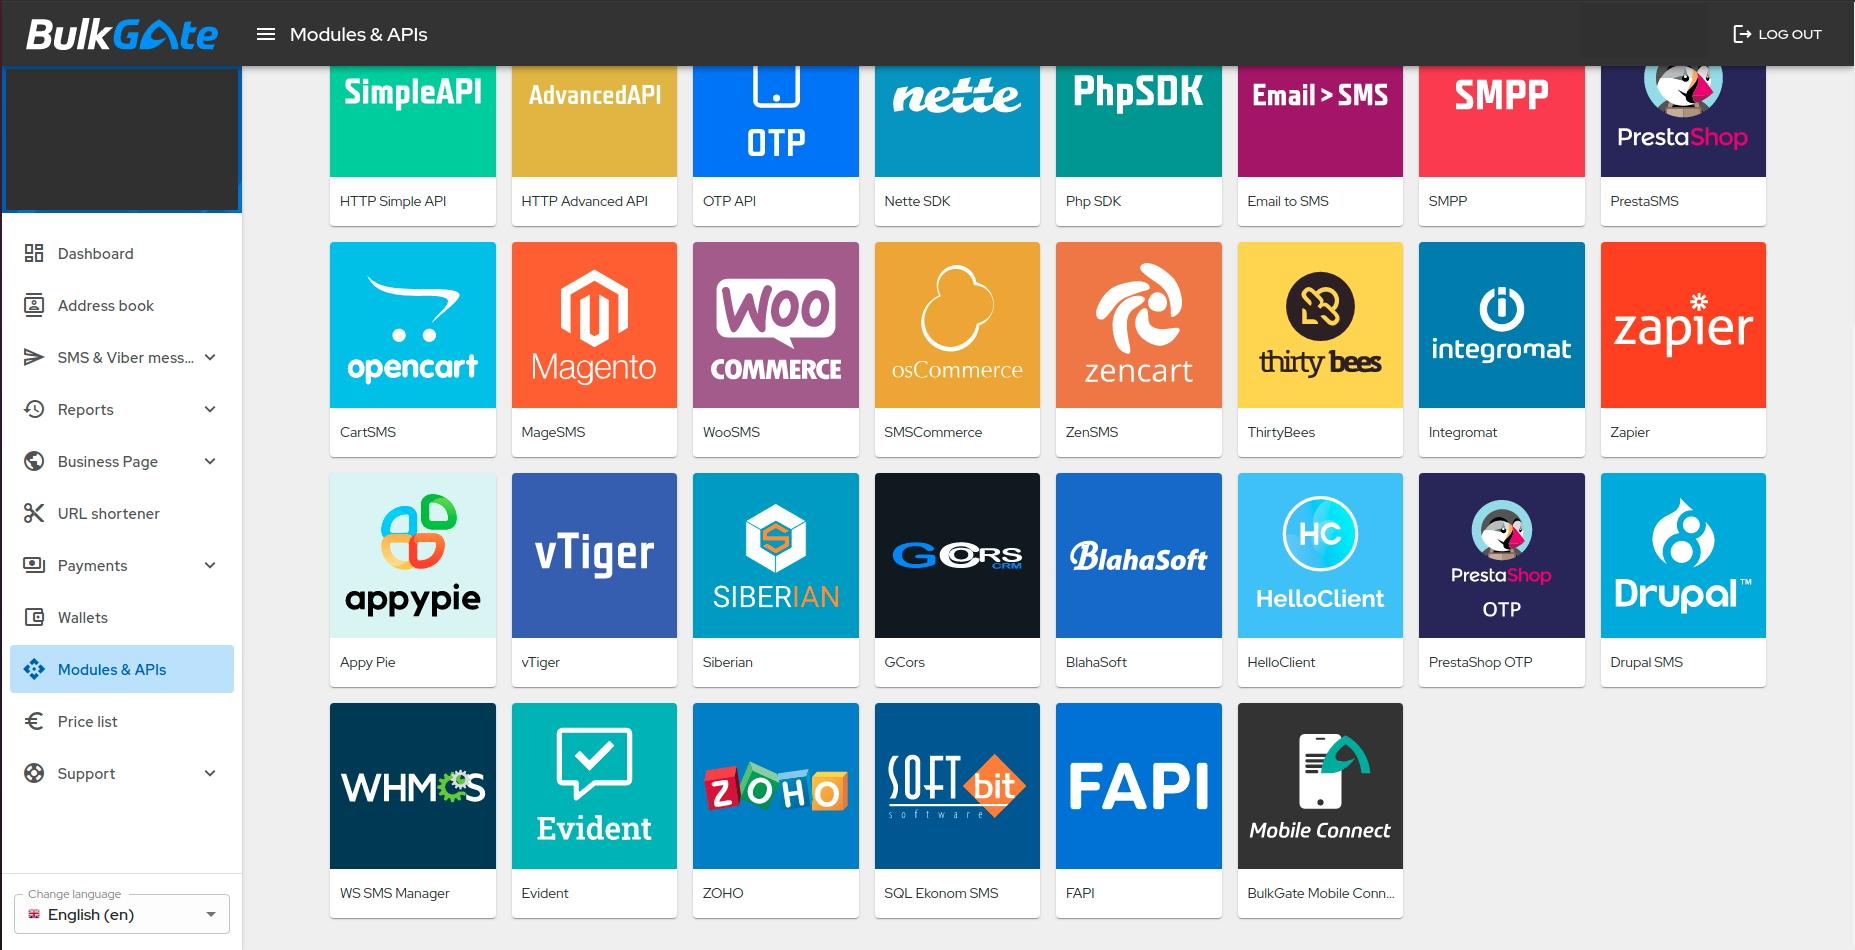 BulkGate
Modules & APIs
LOG OUT
Dashboard
Address book
SMS & Viber mess...
Reports
Business Page
URL shortener
Payments
Wallets
Modules & APIs
Price list
Support
Change language
English (en)
SimpleAPI
HTTP Simple API
AdvancedAPI
HTTP Advanced API
OTP
OTP API
nette
Nette SDK
PhpSDK
Php SDK
Email > SMS
Email to SMS
SMPP
SMPP
PrestaShop
PrestaSMS
opencart
CartSMS
Magento
MageSMS
WOO
COMMERCE
WooSMS
osCommerce
SMSCommerce
zencart
ZenSMS
thirty bees
ThirtyBees
integromat
Integromat
zapier
Zapier
appypie
Appy Pie
vTiger
vTiger
S
SIBERIAN
Siberian
GCORS
CRM
GCors
BlahaSoft
BlahaSoft
HC
HelloClient
HelloClient
PrestaShop
OTP
PrestaShop OTP
Drupal™
Drupal SMS
WHMCS
WS SMS Manager
Evident
Evident
ZOHO
ZOHO
SOFT bit
software
SQL Ekonom SMS
FAPI
FAPI
Mobile Connect
BulkGate Mobile Conn...